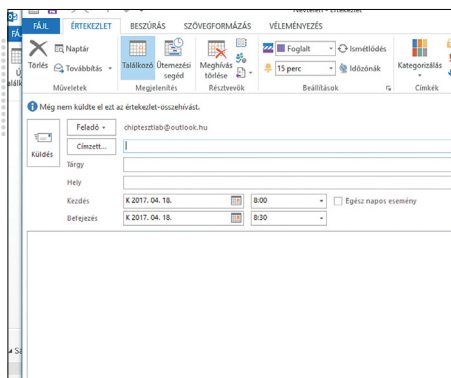 Névtelen - Értekezlet
FÁJL ÉRTEKEZLET BESZÚRÁS SZÖVEGFORMÁZÁS VÉLEMÉNYEZÉS
Törlés
Naptár
Továbbítás
Műveletek
Találkozó
Ütemezési segéd
Megjelenítés
Meghívás törlése
Résztvevők
Foglalt
Ismétlődés
15 perc
Időzónák
Beállítások
Kategorizálás
Címkék
Még nem küldte el ezt az értekezlet-összehívást.
Küldés
Feladó chiptesztlab@outlook.hu
Címzett...
Tárgy
Hely
Kezdés K 2017. 04. 18. 8:00 Egész napos esemény
Befejezés K 2017. 04. 18. 8:30